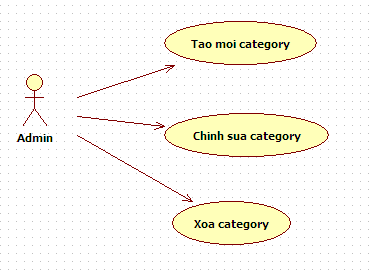 Tao moi category
Admin
Chinh sua category
Xoa category